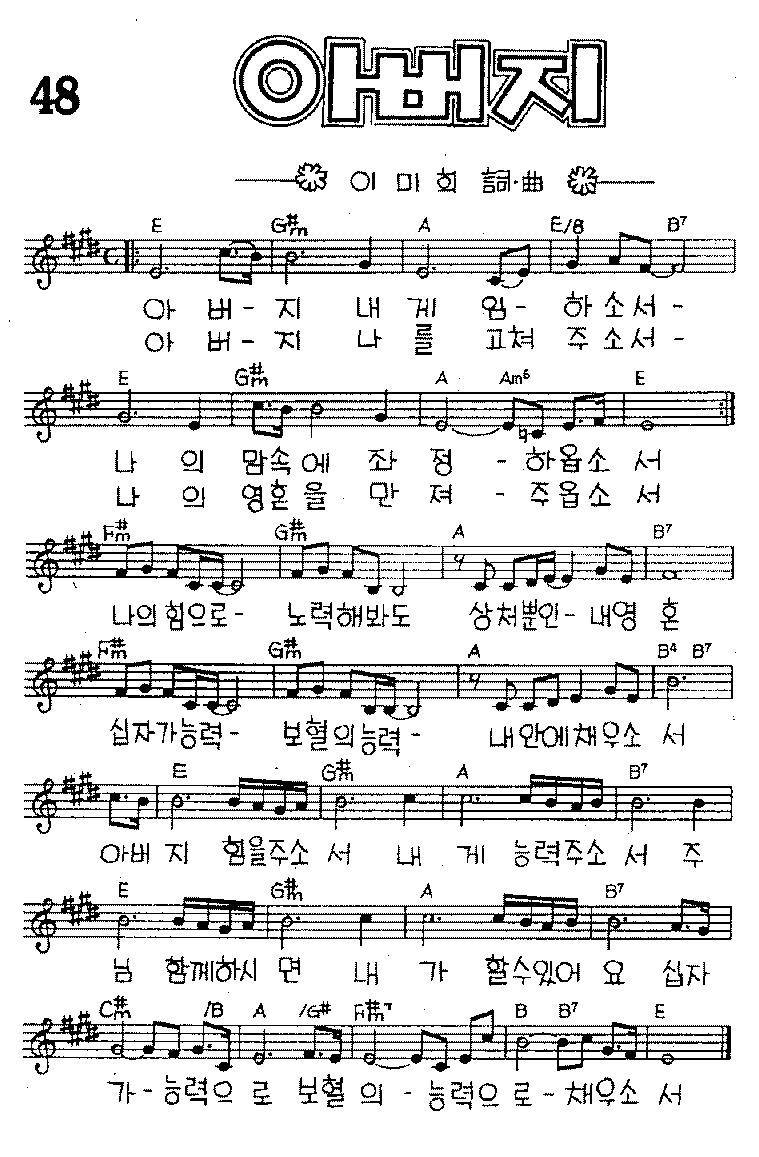 48
아뻐지
이 미 희 詞·曲
E G#m A E/B B7
아 버- 지 내 게 임- 하 소 서-
아 버- 지 나 를 고 쳐 주 소 서-
E G#m A Am6 E
나 의 맘 속 에 좌 정 - 하 옵 소 서
나 의 영 혼 을 만 져 - 주 옵 소 서
F#m G#m A B7
나의 힘으로- 노력해봐도 상처뿐인- 내 영 혼
F#m G#m A B4 B7
십자가능력- 보혈의능력- 내안에채우소 서
E G#m A B7
아버 지 힘을주소 서 내 게 능력주소 서 주
E G#m A B7
님 함께하시 면 내 가 할수있어 요 십자
C#m /B A /G# F#m7 B B7 E
가-능력으 로 보혈 의- 능력으 로-채우소 서